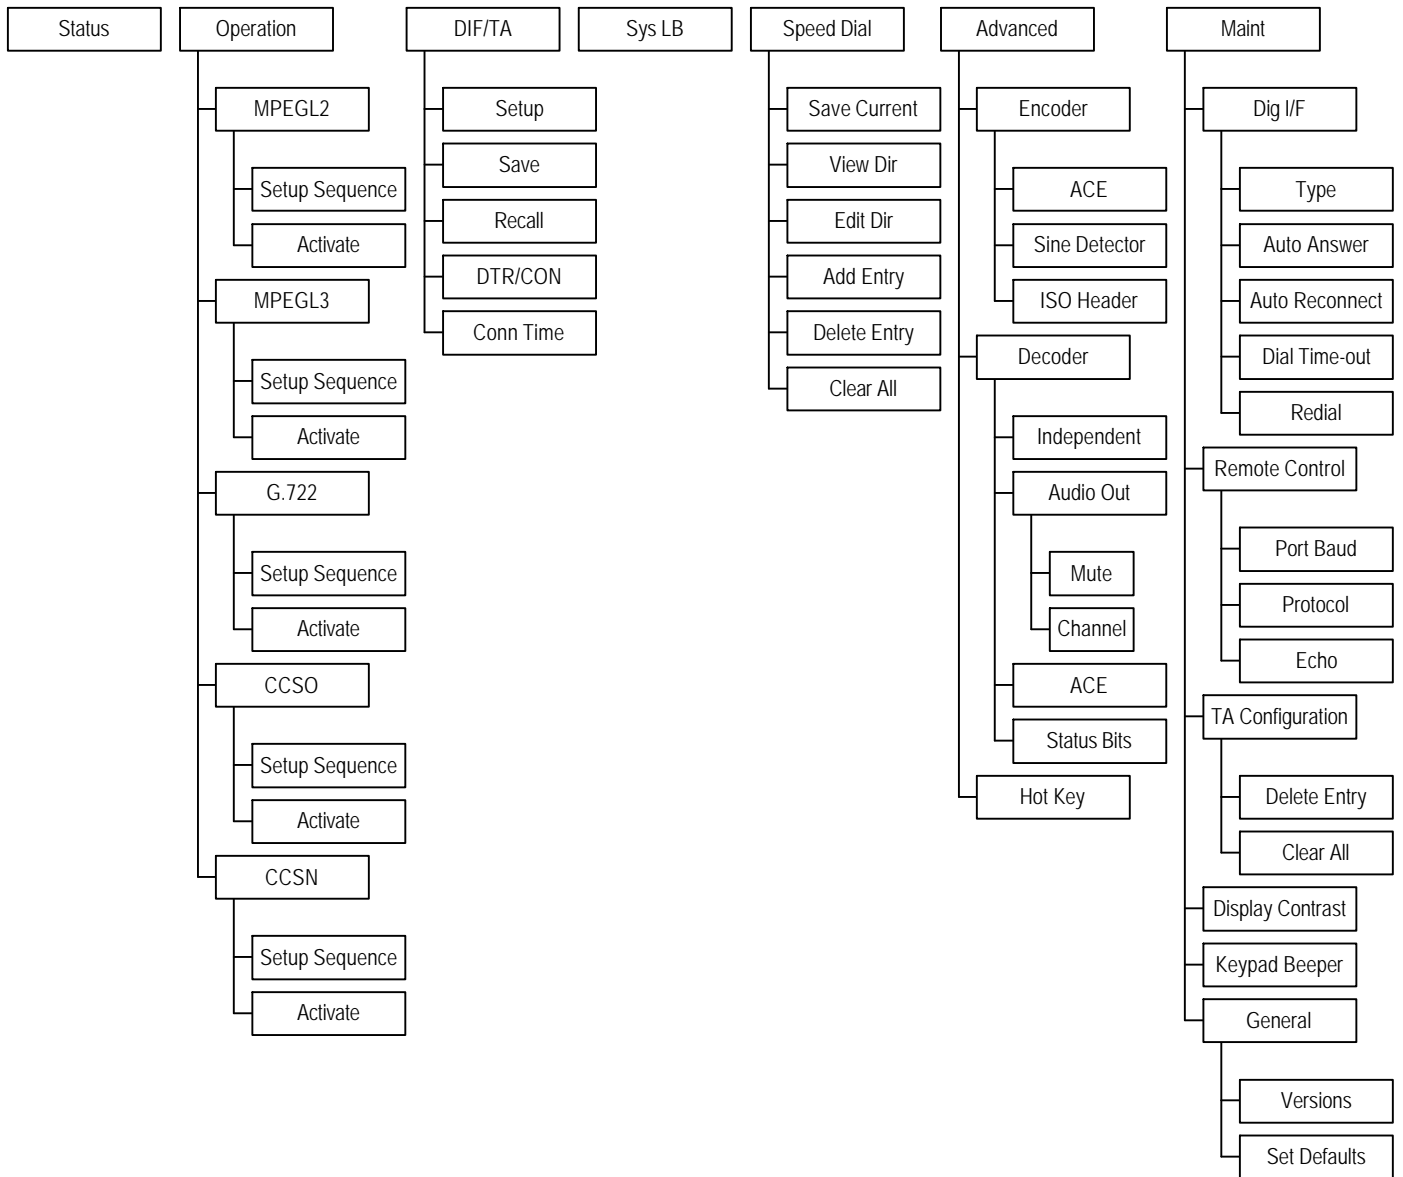 Status
Operation
MPEGL2
Setup Sequence
Activate
MPEGL3
Setup Sequence
Activate
G.722
Setup Sequence
Activate
CCSO
Setup Sequence
Activate
CCSN
Setup Sequence
Activate
DIF/TA
Setup
Save
Recall
DTR/CON
Conn Time
Sys LB
Speed Dial
Save Current
View Dir
Edit Dir
Add Entry
Delete Entry
Clear All
Advanced
Encoder
ACE
Sine Detector
ISO Header
Decoder
Independent
Audio Out
Mute
Channel
ACE
Status Bits
Hot Key
Maint
Dig I/F
Type
Auto Answer
Auto Reconnect
Dial Time-out
Redial
Remote Control
Port Baud
Protocol
Echo
TA Configuration
Delete Entry
Clear All
Display Contrast
Keypad Beeper
General
Versions
Set Defaults